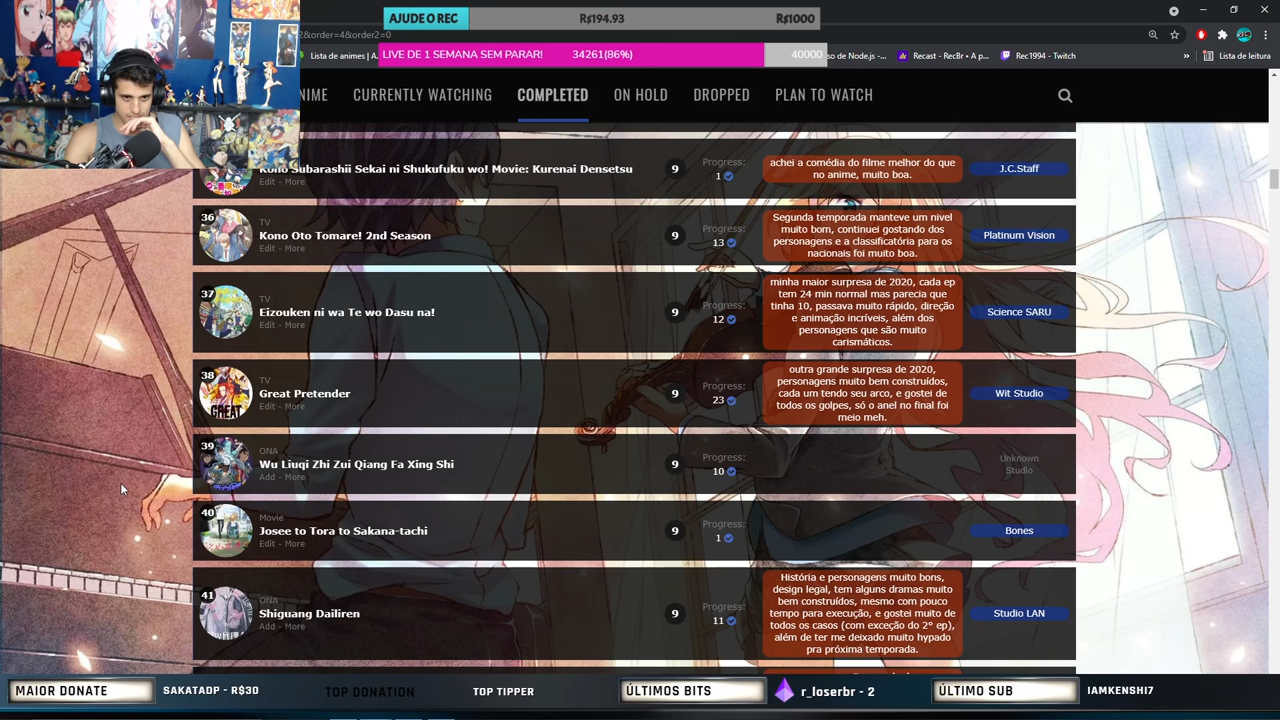 AJUDE O REC
R$194.93
R$1000
2&order=4&order2=0
LIVE DE 1 SEMANA SEM PARAR!
34261(86%)
40000
Lista de animes | A
so de Node.js -...
Recast - Rec8r • A p...
Rec1994 - Twitch
»
Lista de leitura
NIME
CURRENTLY WATCHING
COMPLETED
ON HOLD
DROPPED
PLAN TO WATCH
Kono Subarashii Sekai ni Shukufuku wo! Movie: Kurenai Densetsu
Edit - More
9
Progress:
1
achei a comédia do filme melhor do que
no anime, muito boa.
J.C.Staff
36
TV
Kono Oto Tomare! 2nd Season
Edit - More
9
Progress:
13
Segunda temporada manteve um nivel
muito bom, continuei gostando dos
personagens e a classificatória para os
nacionais foi muito boa.
Platinum Vision
37
TV
Eizouken ni wa Te wo Dasu na!
Edit - More
9
Progress:
12
minha maior surpresa de 2020, cada ep
tem 24 min normal mas parecia que
tinha 10, passava muito rápido, direção
e animação incríveis, além dos
personagens que são muito
carismáticos.
Science SARU
38
TV
Great Pretender
Edit - More
GREAT
9
Progress:
23
outra grande surpresa de 2020,
personagens muito bem construídos,
cada um tendo seu arco, e gostei de
todos os golpes, só o anel no final foi
meio meh.
Wit Studio
39
ONA
Wu Liuqi Zhi Zui Qiang Fa Xing Shi
Add - More
9
Progress:
10
Unknown
Studio
40
Movie
Josee to Tora to Sakana-tachi
Edit - More
9
Progress:
1
Bones
41
ONA
Shiguang Dailiren
Add - More
9
Progress:
11
História e personagens muito bons,
design legal, tem alguns dramas muito
bem construídos, mesmo com pouco
tempo para execução, e gostei muito de
todos os casos (com exceção do 2° ep),
além de ter me deixado muito hypado
pra próxima temporada.
Studio LAN
MAIOR DONATE
SAKATADP - R$30
TOP DONATION
TOP TIPPER
ÚLTIMOS BITS
r_loserbr - 2
ÚLTIMO SUB
IAMKENSHI7